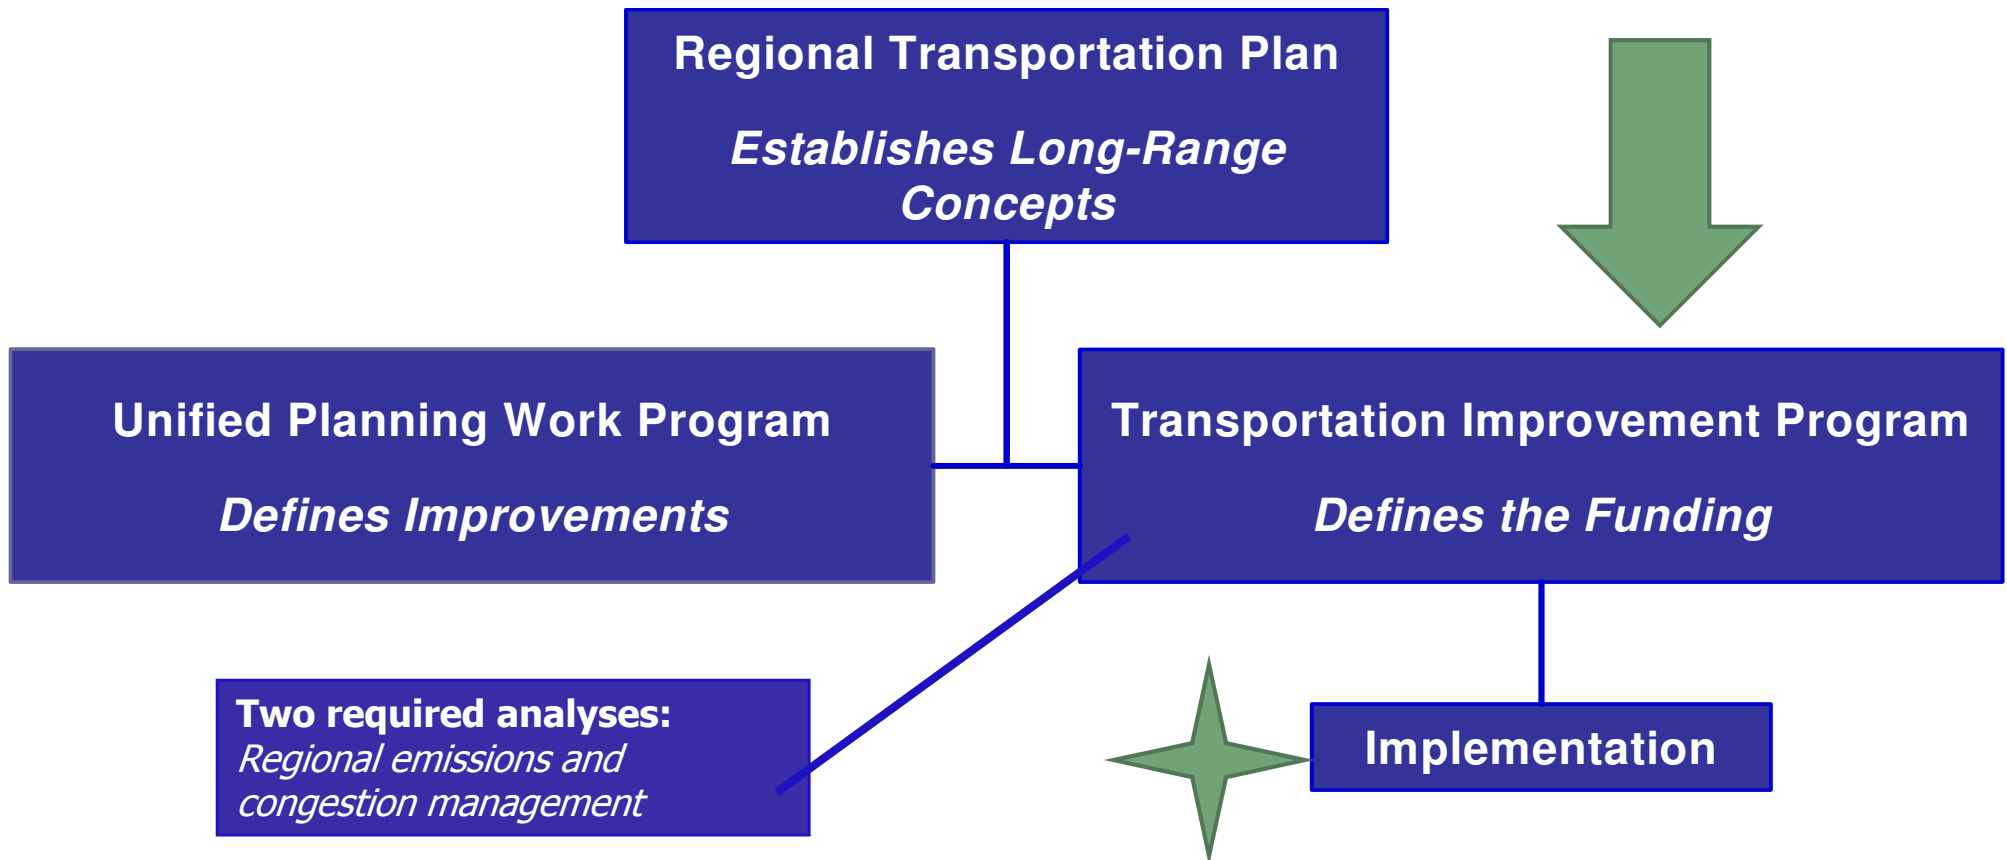 Regional Transportation Plan
Establishes Long-Range
Concepts
Unified Planning Work Program
Defines Improvements
Transportation Improvement Program
Defines the Funding
Two required analyses:
Regional emissions and
congestion management
Implementation